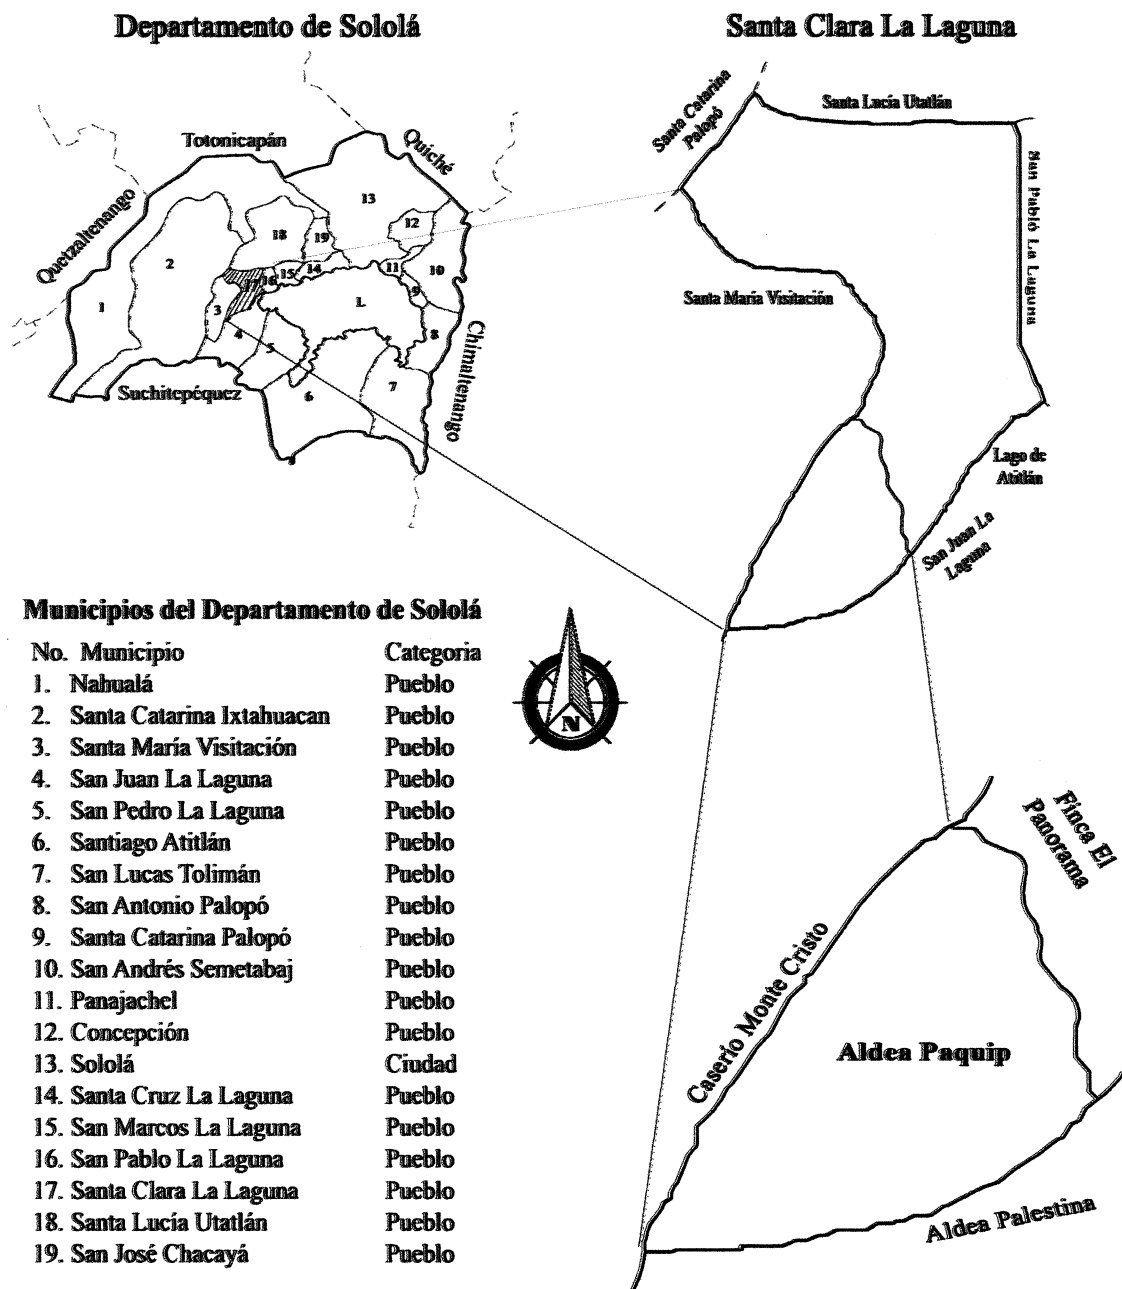 Departamento de Sololá
Santa Clara La Laguna
Totonicapán
Quiché
Quetzaltenango
Chimaltenango
Suchitepéquez
13
18
19
12
2
17
16
15
14
11
10
1
3
L
9
4
5
8
6
7
Santa Catarina
Palopó
Santa Lucía Utatlán
San Pabló La Laguna
Santa María Visitación
Lago de
Atitlán
San Juan La
Laguna
Municipios del Departamento de Sololá
No. Municipio Categoria
1. Nahualá Pueblo
2. Santa Catarina Ixtahuacan Pueblo
3. Santa María Visitación Pueblo
4. San Juan La Laguna Pueblo
5. San Pedro La Laguna Pueblo
6. Santiago Atitlán Pueblo
7. San Lucas Tolimán Pueblo
8. San Antonio Palopó Pueblo
9. Santa Catarina Palopó Pueblo
10. San Andrés Semetabaj Pueblo
11. Panajachel Pueblo
12. Concepción Pueblo
13. Sololá Ciudad
14. Santa Cruz La Laguna Pueblo
15. San Marcos La Laguna Pueblo
16. San Pablo La Laguna Pueblo
17. Santa Clara La Laguna Pueblo
18. Santa Lucía Utatlán Pueblo
19. San José Chacayá Pueblo
N
Finca El
Panorama
Caserío Monte Cristo
Aldea Paquip
Aldea Palestina